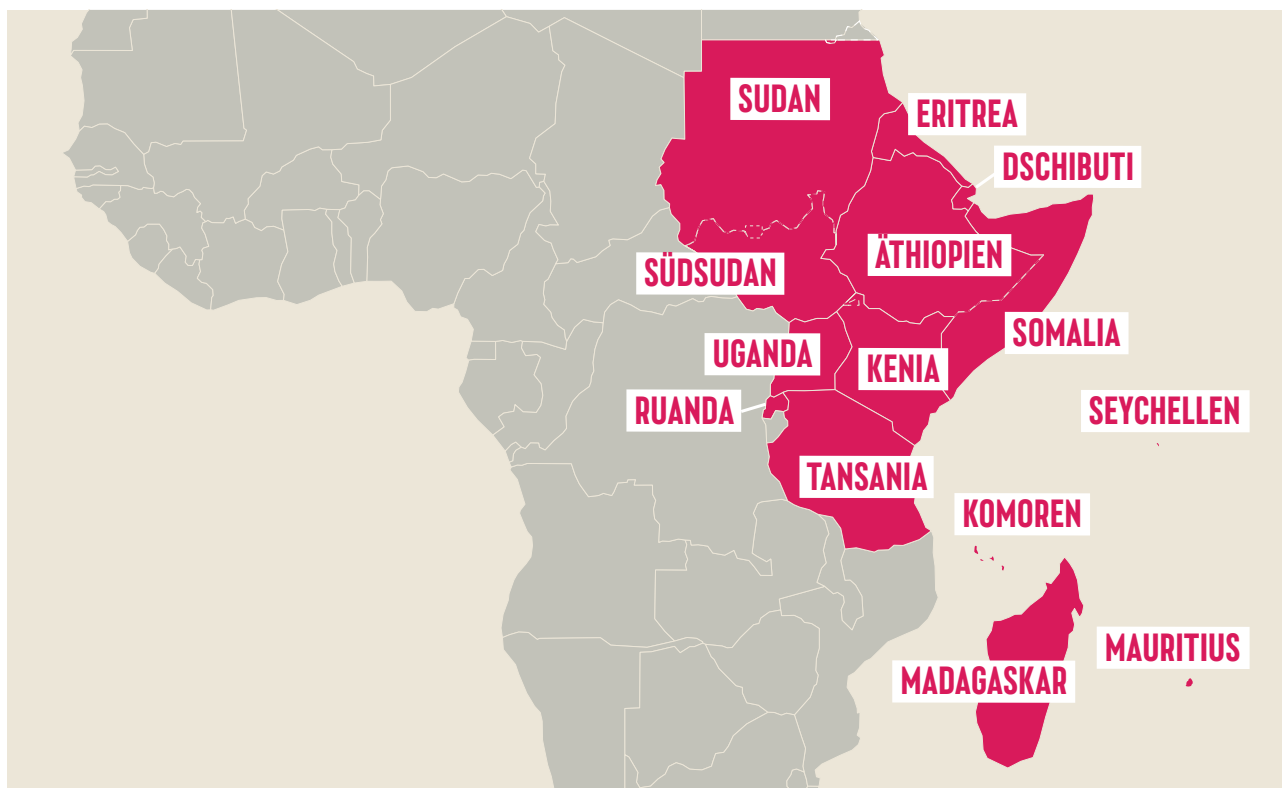 SUDAN
ERITREA
DSCHIBUTI
ÄTHIOPIEN
SÜDSUDAN
SOMALIA
UGANDA
KENIA
RUANDA
SEYCHELLEN
TANSANIA
KOMOREN
MAURITIUS
MADAGASKAR